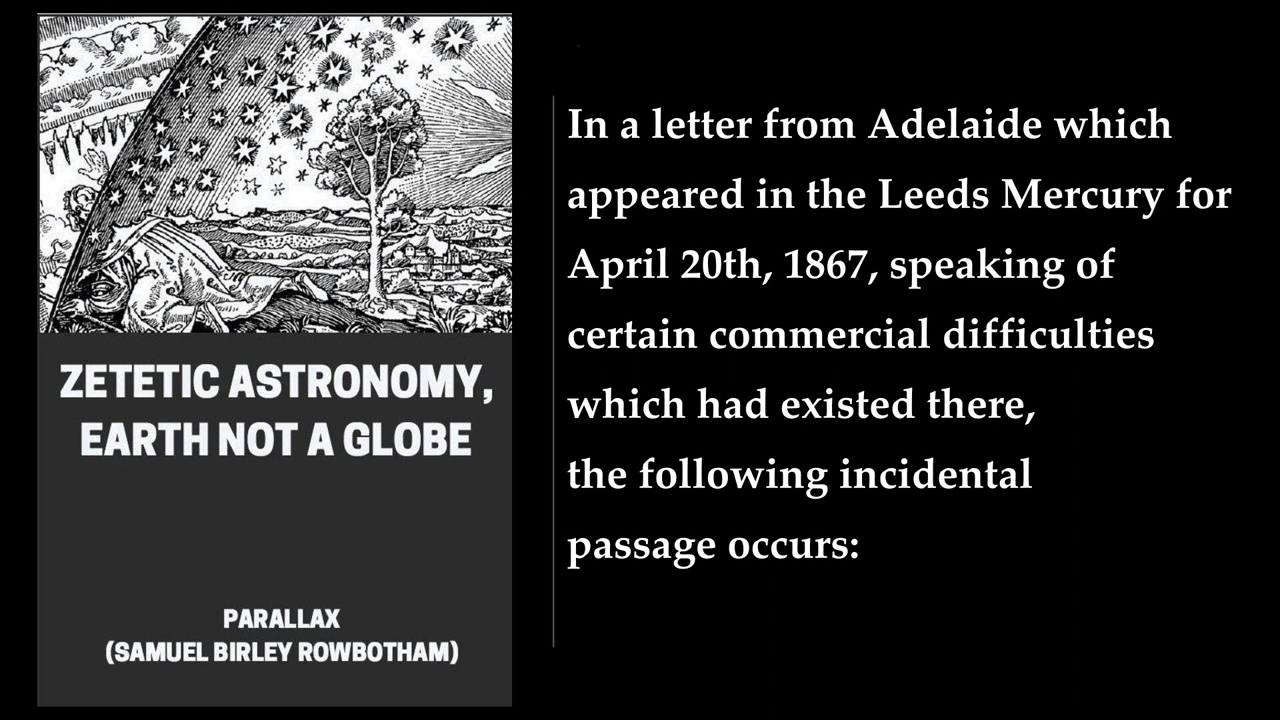 ZETETIC ASTRONOMY,
EARTH NOT A GLOBE
PARALLAX
(SAMUEL BIRLEY ROWBOTHAM)
In a letter from Adelaide which
appeared in the Leeds Mercury for
April 20th, 1867, speaking of
certain commercial difficulties
which had existed there,
the following incidental
passage occurs: